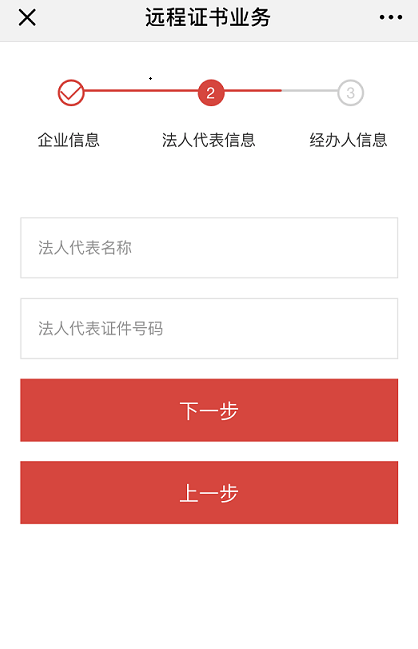 远程证书业务
2
3
企业信息
法人代表信息
经办人信息
法人代表名称
法人代表证件号码
下一步
上一步